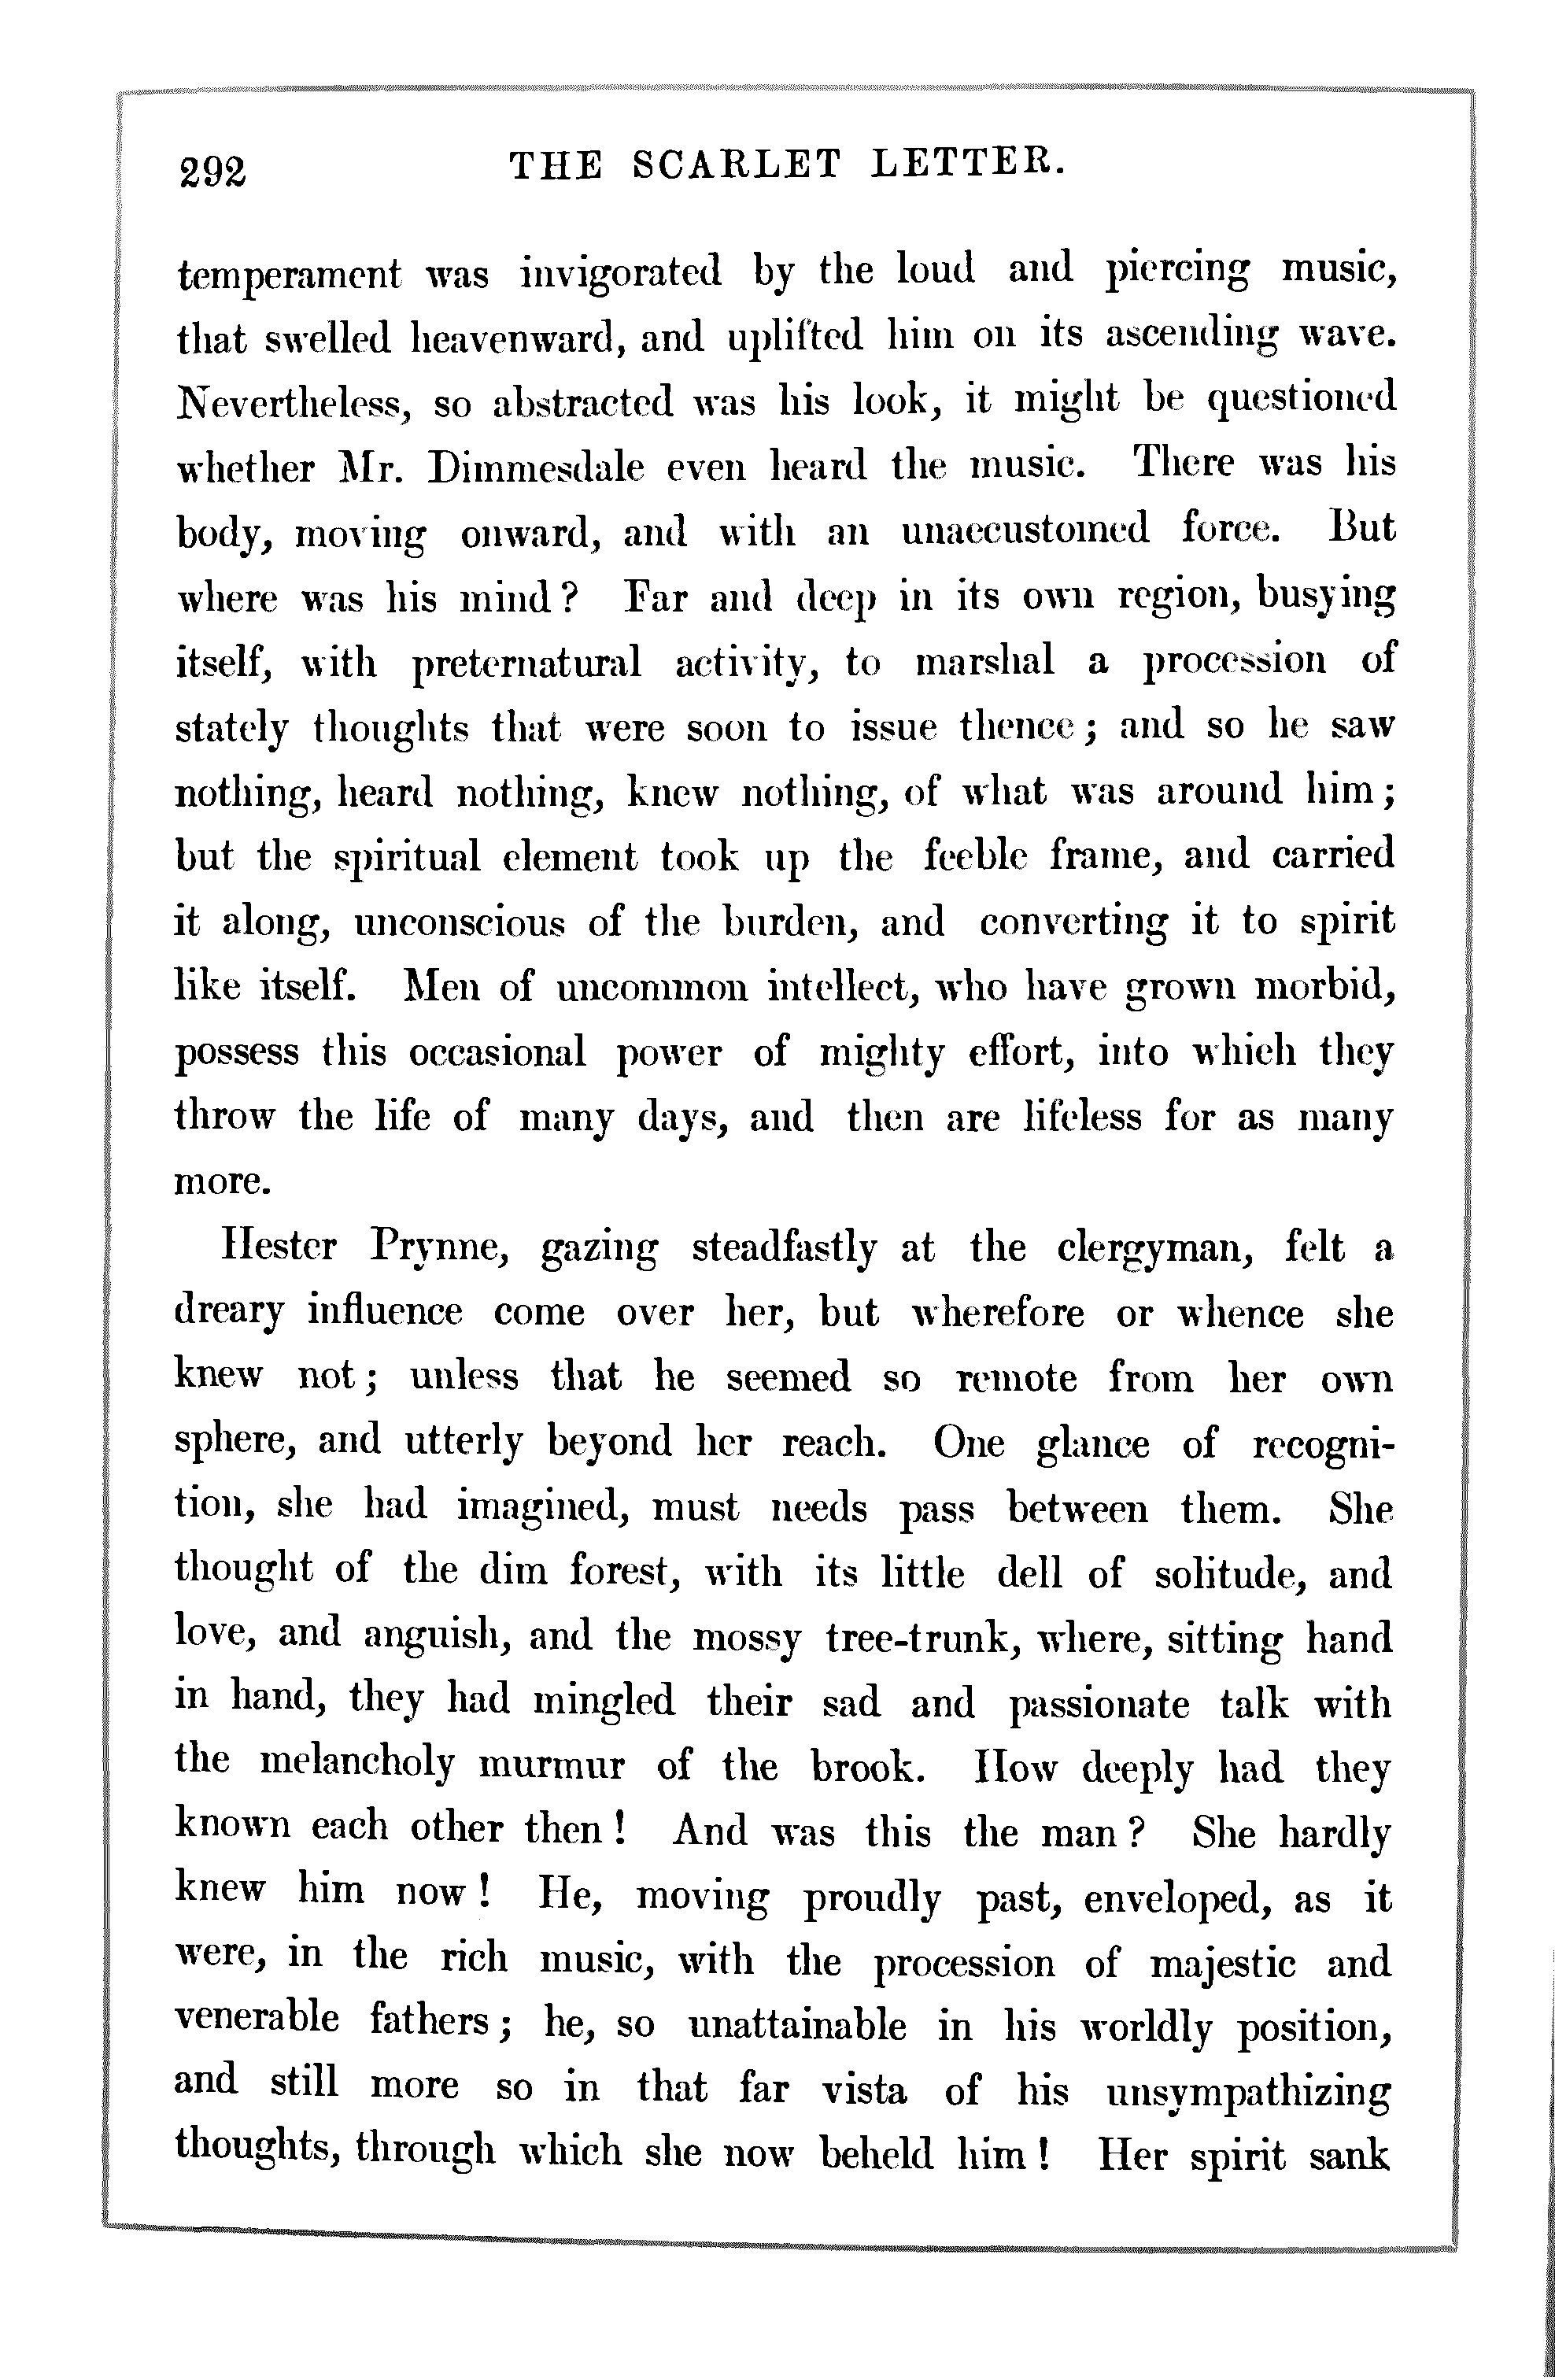 292 THE SCARLET LETTER.
temperament was invigorated by the loud and piercing music,
that swelled heavenward, and uplifted him on its ascending wave.
Nevertheless, so abstracted was his look, it might be questioned
whether Mr. Dimmesdale even heard the music. There was his
body, moving onward, and with an unaccustomed force. But
where was his mind? Far and deep in its own region, busying
itself, with preternatural activity, to marshal a procession of
stately thoughts that were soon to issue thence; and so he saw
nothing, heard nothing, knew nothing, of what was around him;
but the spiritual element took up the feeble frame, and carried
it along, unconscious of the burden, and converting it to spirit
like itself. Men of uncommon intellect, who have grown morbid,
possess this occasional power of mighty effort, into which they
throw the life of many days, and then are lifeless for as many
more.
Hester Prynne, gazing steadfastly at the clergyman, felt a
dreary influence come over her, but wherefore or whence she
knew not; unless that he seemed so remote from her own
sphere, and utterly beyond her reach. One glance of recogni-
tion, she had imagined, must needs pass between them. She
thought of the dim forest, with its little dell of solitude, and
love, and anguish, and the mossy tree-trunk, where, sitting hand
in hand, they had mingled their sad and passionate talk with
the melancholy murmur of the brook. How deeply had they
known each other then! And was this the man? She hardly
knew him now! He, moving proudly past, enveloped, as it
were, in the rich music, with the procession of majestic and
venerable fathers; he, so unattainable in his worldly position,
and still more so in that far vista of his unsympathizing
thoughts, through which she now beheld him! Her spirit sank